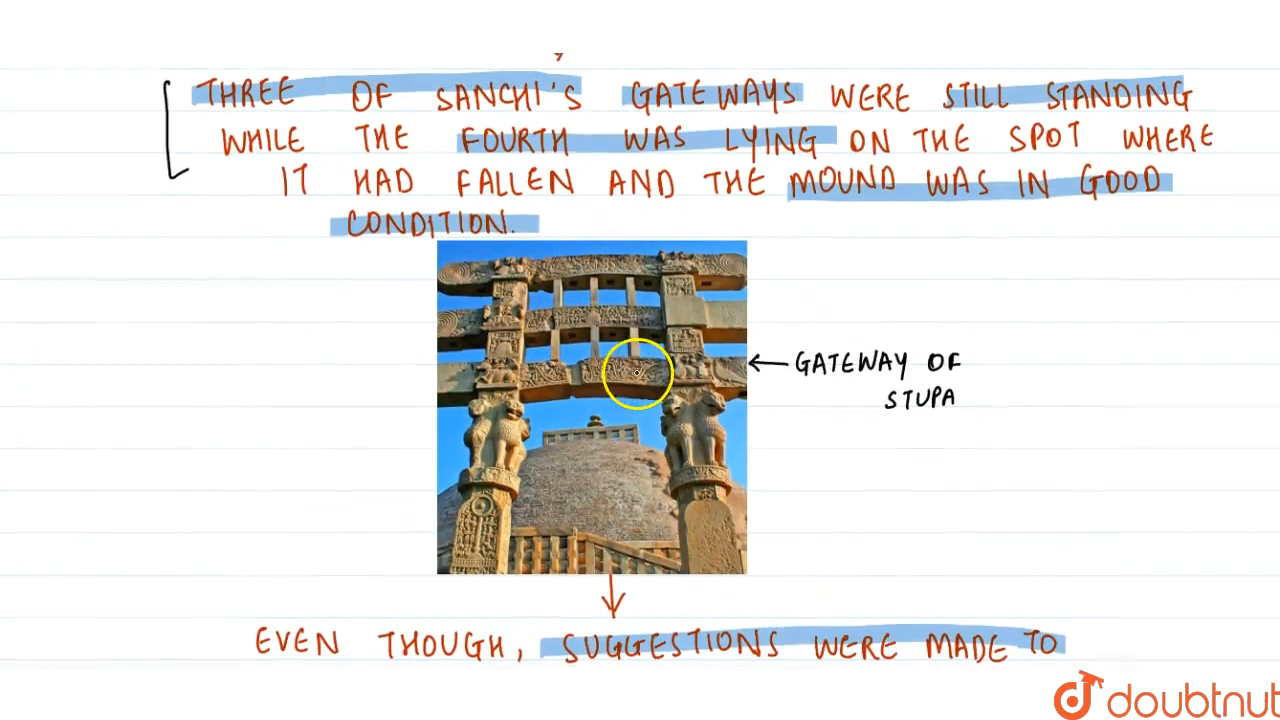 THREE OF SANCHI'S GATEWAYS WERE STILL STANDING
WHILE THE FOURTH WAS LYING ON THE SPOT WHERE
IT HAD FALLEN AND THE MOUND WAS IN GOOD
CONDITION.
← GATEWAY OF
STUPA
EVEN THOUGH, SUGGESTIONS WERE MADE TO
doubtnut